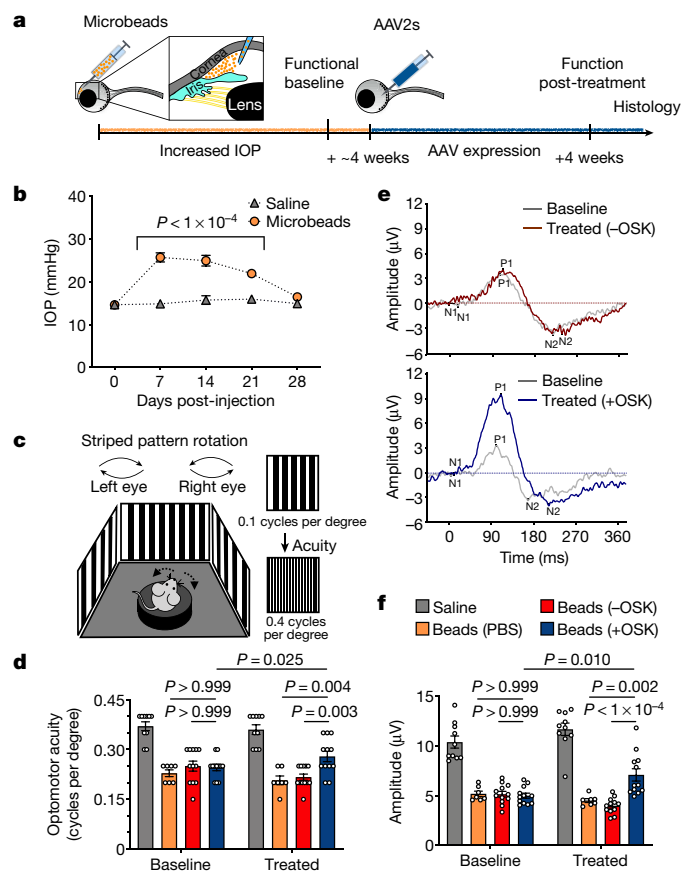 a
Microbeads
AAV2s
Cornea
Iris
Lens
Functional
baseline
Function
post-treatment
Histology
Increased IOP
+ ~4 weeks
AAV expression
+4 weeks
b
Saline
Microbeads
P < 1 × 10⁻⁴
IOP (mmHg)
40
30
20
10
0 7 14 21 28
Days post-injection
c
Striped pattern rotation
Left eye
Right eye
0.1 cycles per degree
Acuity
0.4 cycles
per degree
d
P = 0.025
P > 0.999
P = 0.004
P > 0.999
P = 0.003
Optomotor acuity
(cycles per degree)
0.45
0.30
0.15
0
Baseline
Treated
e
Baseline
Treated (–OSK)
Amplitude (μV)
12
9
6
3
0
–3
–6
P1
P1
N1
N1
N2
N2
Baseline
Treated (+OSK)
Amplitude (μV)
12
9
6
3
0
–3
–6
P1
P1
N1
N1
N2
N2
0 90 180 270 360
Time (ms)
f
Saline
Beads (–OSK)
Beads (PBS)
Beads (+OSK)
P = 0.010
P > 0.999
P = 0.002
P > 0.999
P < 1 × 10⁻⁴
Amplitude (μV)
15
10
5
0
Baseline
Treated